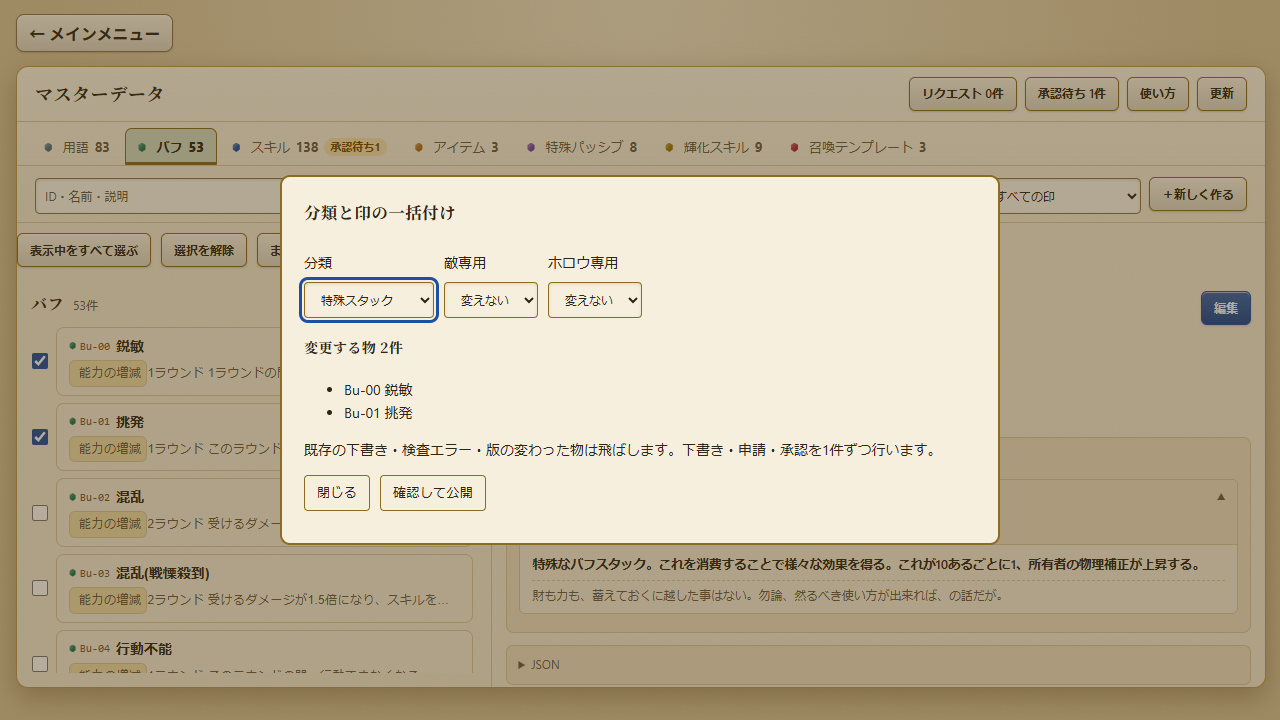 ← メインメニュー
マスターデータ
リクエスト 0件
承認待ち 1件
使い方
更新
用語 83
バフ 53
スキル 138 承認待ち1
アイテム 3
特殊パッシブ 8
輝化スキル 9
召喚テンプレート 3
ID・名前・説明
すべての印
＋新しく作る
表示中をすべて選ぶ
選択を解除
バフ 53件
編集
Bu-00 鋭敏
能力の増減 1ラウンド 1ラウンドの
Bu-01 挑発
能力の増減 1ラウンド このラウンド
Bu-02 混乱
能力の増減 2ラウンド 受けるダメー
Bu-03 混乱(戦慄殺到)
能力の増減 2ラウンド 受けるダメージが1.5倍になり、スキルを…
Bu-04 行動不能
分類と印の一括付け
分類
敵専用
ホロウ専用
特殊スタック
変えない
変えない
変更する物 2件
Bu-00 鋭敏
Bu-01 挑発
既存の下書き・検査エラー・版の変わった物は飛ばします。下書き・申請・承認を1件ずつ行います。
閉じる
確認して公開
特殊なバフスタック。これを消費することで様々な効果を得る。これが10あるごとに1、所有者の物理補正が上昇する。
財も力も、蓄えておくに越した事はない。勿論、然るべき使い方が出来れば、の話だが。
JSON